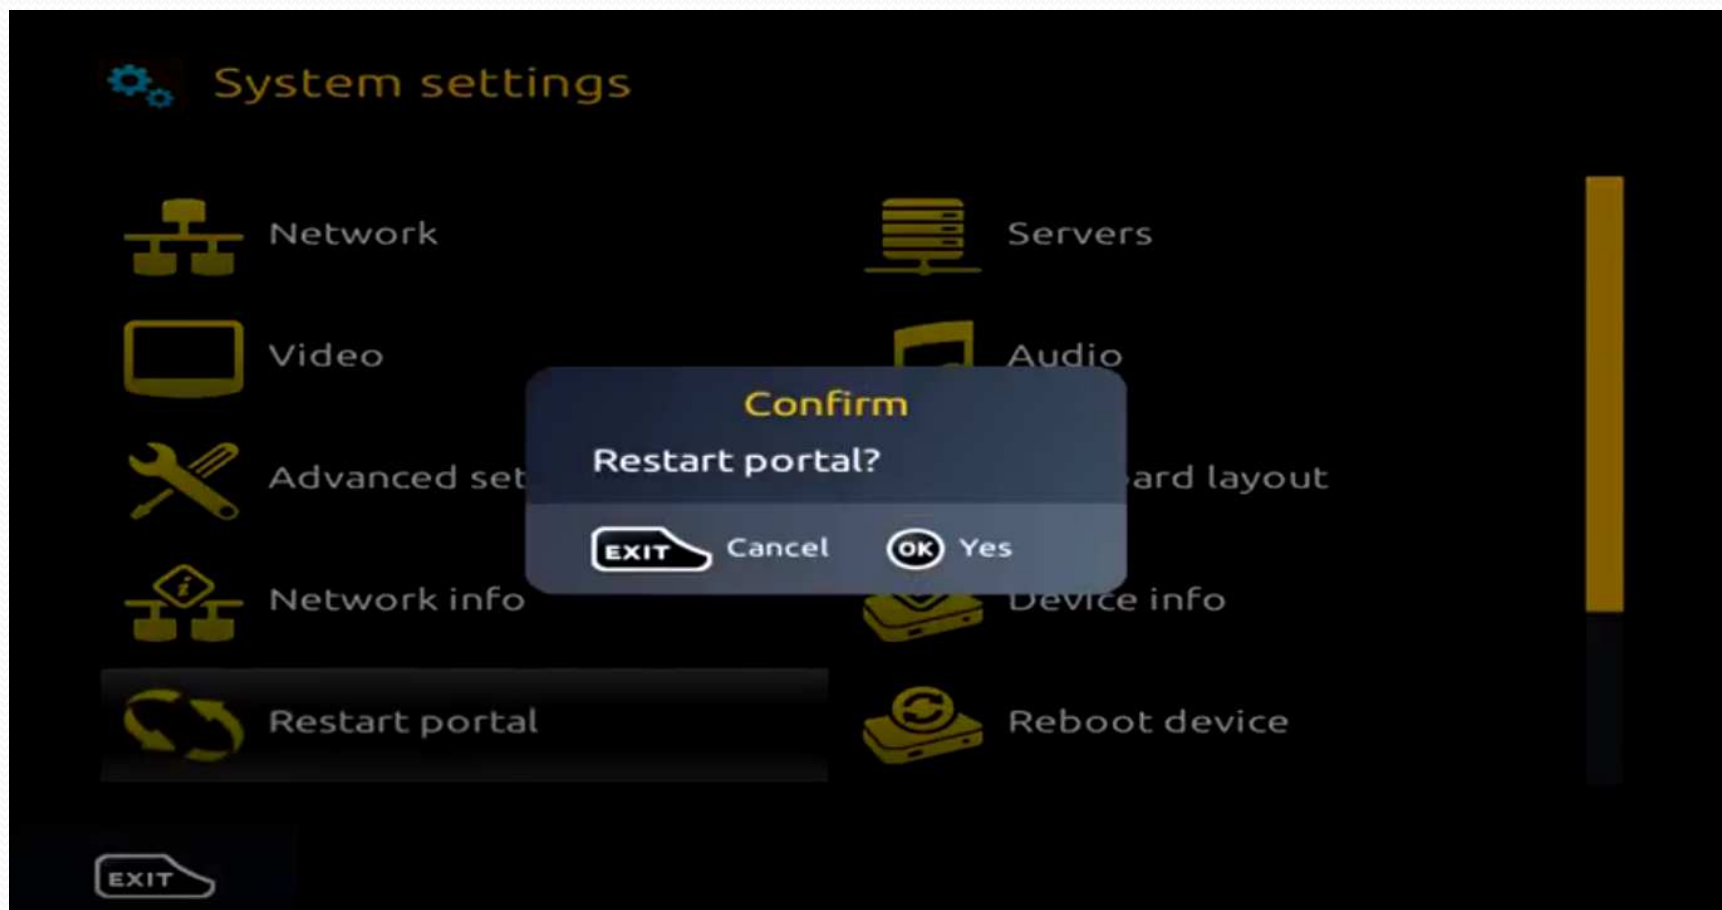 System settings
Network
Servers
Video
Audio
Advanced set
ard layout
Confirm
Restart portal?
EXIT Cancel OK Yes
Network info
Device info
Restart portal
Reboot device
EXIT